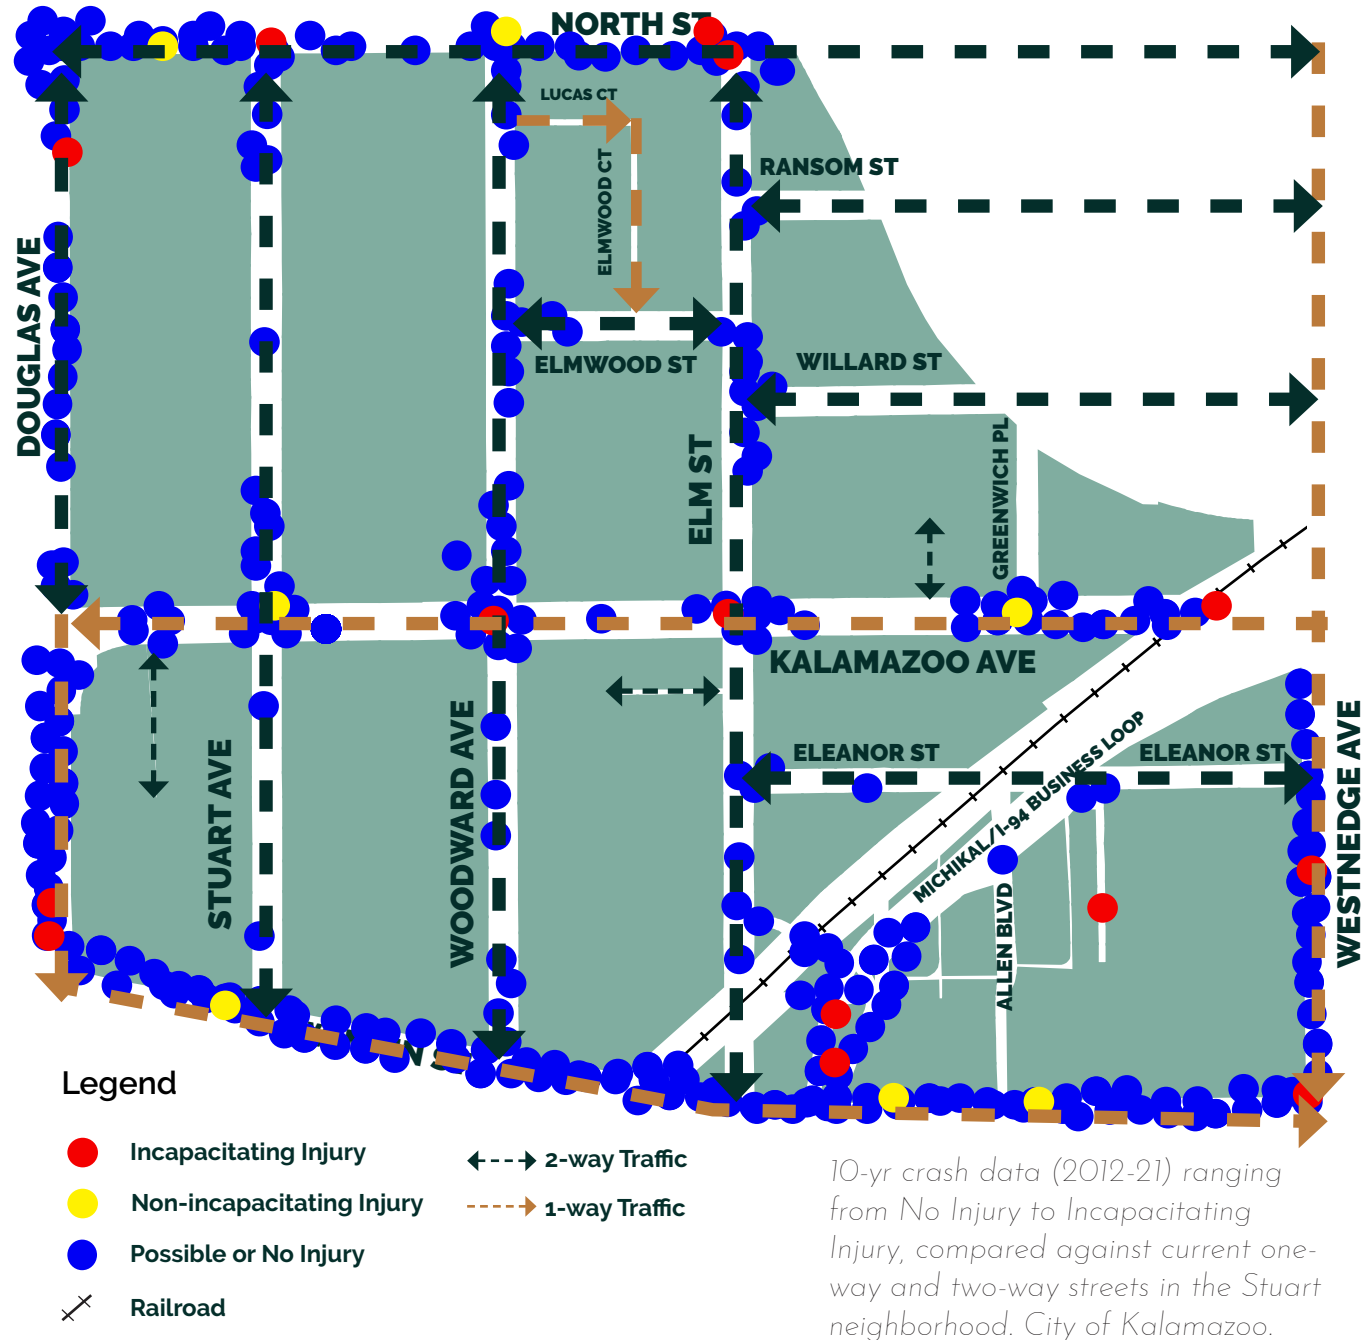 NORTH ST
LUCAS CT
ELMWOOD CT
RANSOM ST
DOUGLAS AVE
ELMWOOD ST
WILLARD ST
ELM ST
GREENWICH PL
KALAMAZOO AVE
STUART AVE
WOODWARD AVE
ELEANOR ST
ELEANOR ST
MICHIKAL/I-94 BUSINESS LOOP
WESTNEDGE AVE
ALLEN BLVD
Legend
Incapacitating Injury
Non-incapacitating Injury
Possible or No Injury
Railroad
2-way Traffic
1-way Traffic
10-yr crash data (2012-21) ranging
from No Injury to Incapacitating
Injury, compared against current one-
way and two-way streets in the Stuart
neighborhood. City of Kalamazoo.